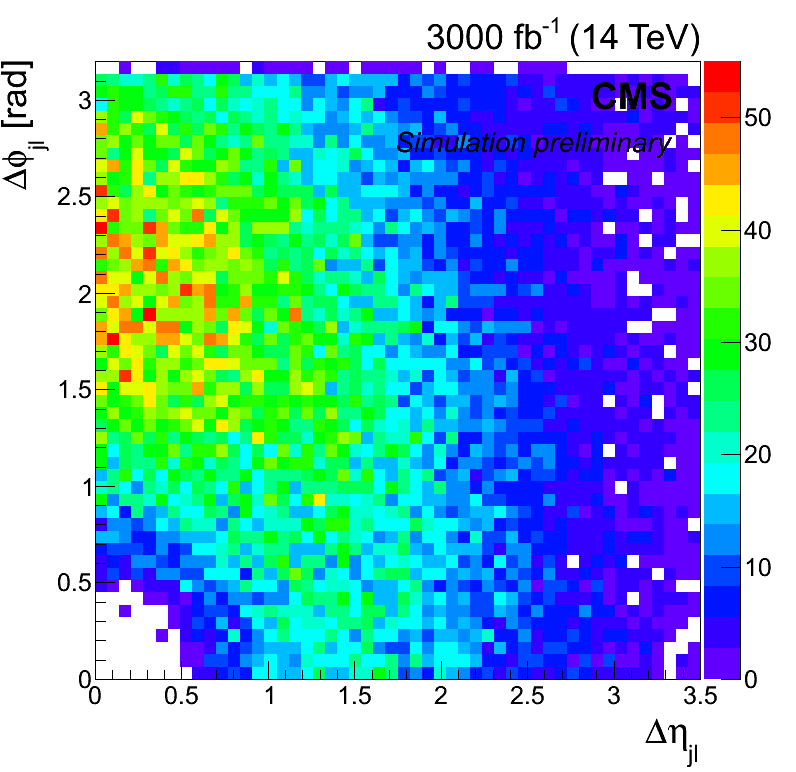 3000 fb-1 (14 TeV)
CMS
Simulation preliminary
Δϕjl [rad]
3
2.5
2
1.5
1
0.5
0
0 0.5 1 1.5 2 2.5 3 3.5
Δηjl
50
40
30
20
10
0